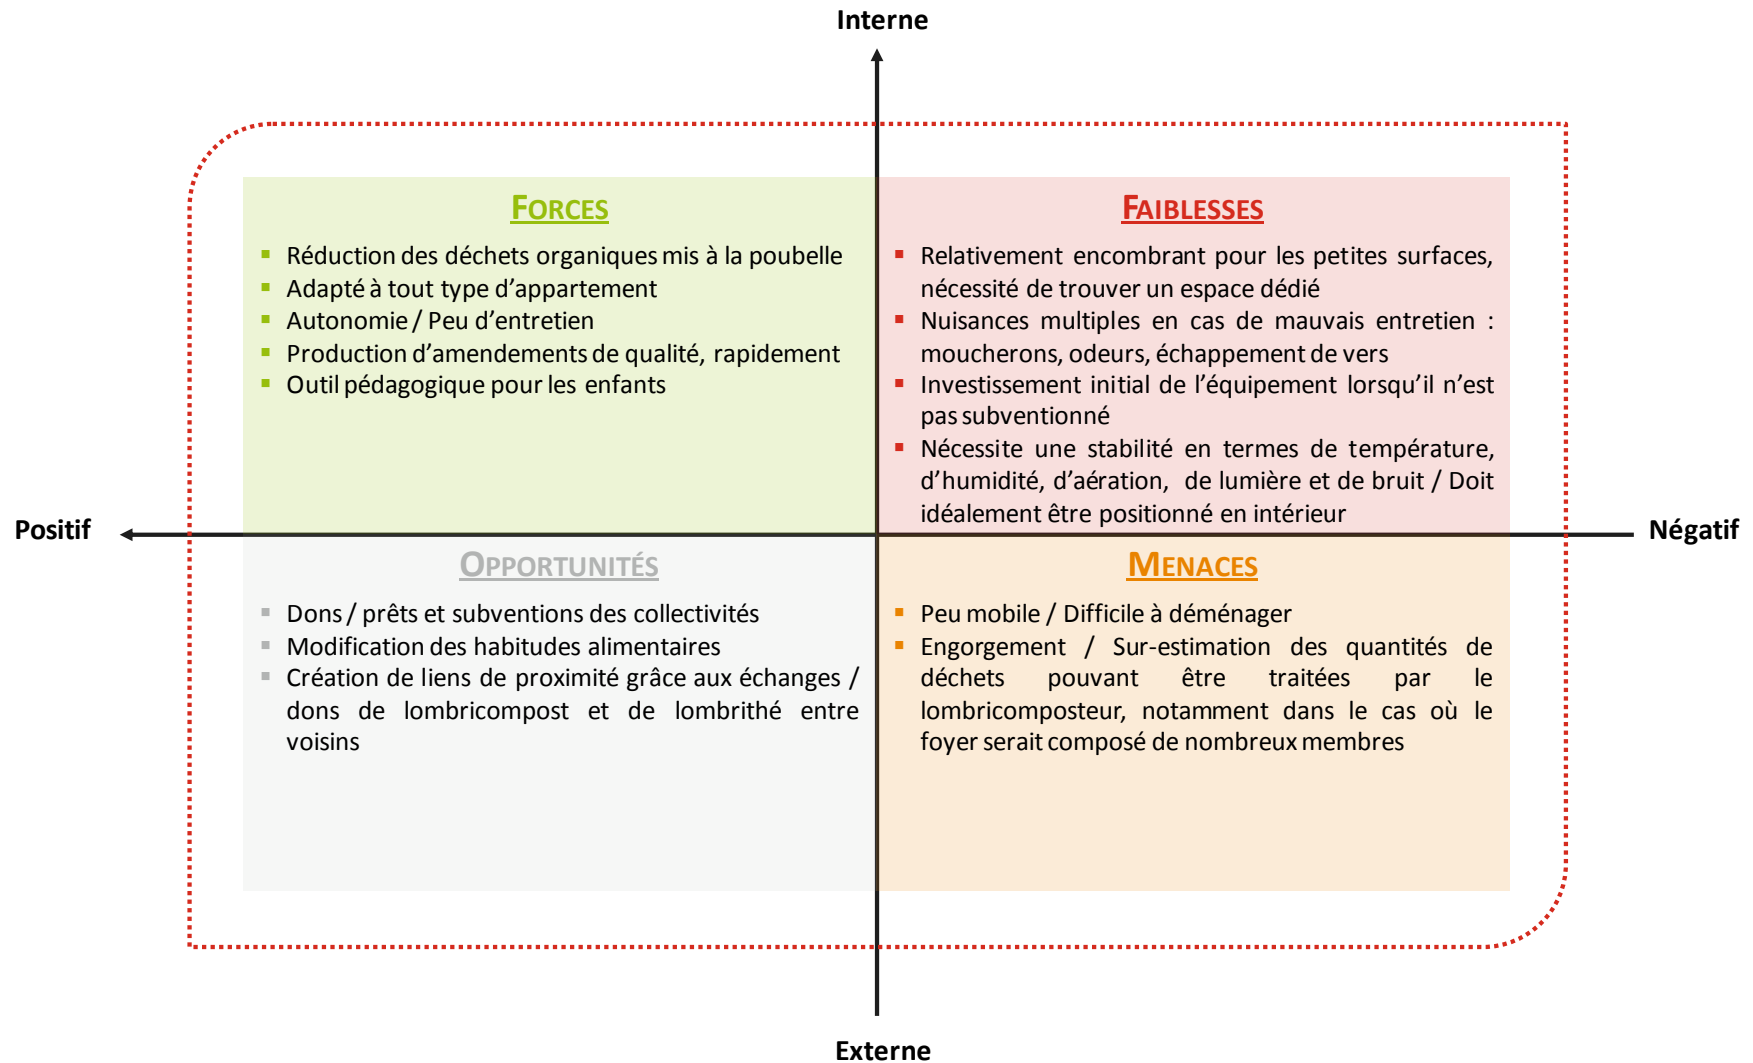 Interne
FORCES
▪ Réduction des déchets organiques mis à la poubelle
▪ Adapté à tout type d'appartement
▪ Autonomie / Peu d'entretien
▪ Production d'amendements de qualité, rapidement
▪ Outil pédagogique pour les enfants
FAIBLESSES
▪ Relativement encombrant pour les petites surfaces,
nécessité de trouver un espace dédié
▪ Nuisances multiples en cas de mauvais entretien :
moucherons, odeurs, échappement de vers
▪ Investissement initial de l'équipement lorsqu'il n'est
pas subventionné
▪ Nécessite une stabilité en termes de température,
d'humidité, d'aération, de lumière et de bruit / Doit
idéalement être positionné en intérieur
Positif
Négatif
OPPORTUNITÉS
▪ Dons / prêts et subventions des collectivités
▪ Modification des habitudes alimentaires
▪ Création de liens de proximité grâce aux échanges /
dons de lombricompost et de lombrithé entre
voisins
MENACES
▪ Peu mobile / Difficile à déménager
▪ Engorgement / Sur-estimation des quantités de
déchets pouvant être traitées par le
lombricomposteur, notamment dans le cas où le
foyer serait composé de nombreux membres
Externe